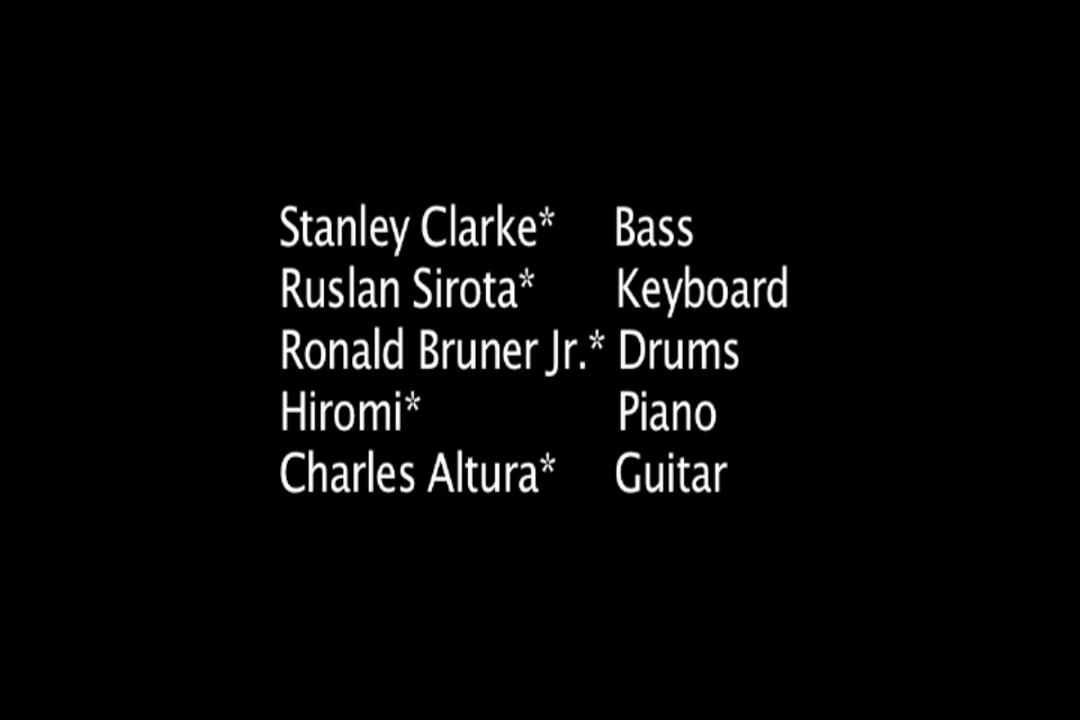 Stanley Clarke* Bass
Ruslan Sirota* Keyboard
Ronald Bruner Jr.* Drums
Hiromi* Piano
Charles Altura* Guitar